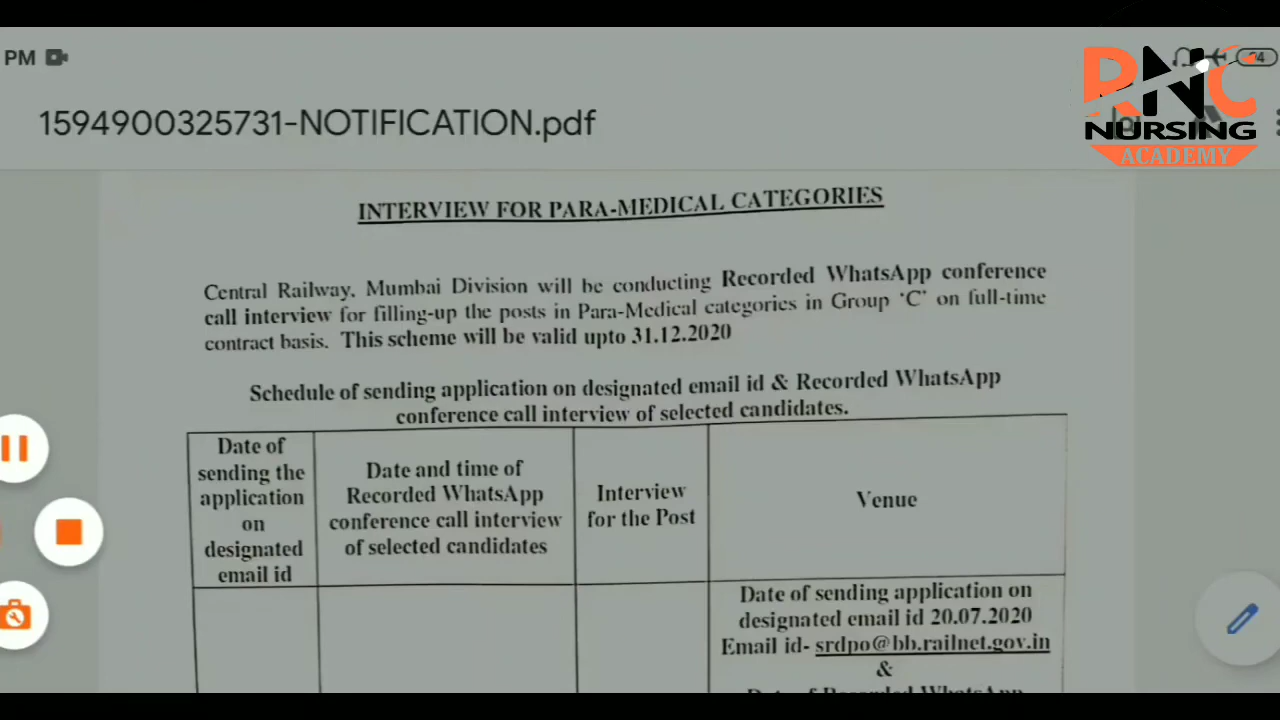 PM
24
RNC
NURSING
ACADEMY
1594900325731-NOTIFICATION.pdf
INTERVIEW FOR PARA-MEDICAL CATEGORIES
Central Railway, Mumbai Division will be conducting Recorded WhatsApp conference
call interview for filling-up the posts in Para-Medical categories in Group 'C' on full-time
contract basis. This scheme will be valid upto 31.12.2020
Schedule of sending application on designated email id & Recorded WhatsApp
conference call interview of selected candidates.
Date of
sending the
application
on
designated
email id
Date and time of
Recorded WhatsApp
conference call interview
of selected candidates
Interview
for the Post
Venue
Date of sending application on
designated email id 20.07.2020
Email id- srdpo@bb.railnet.gov.in
&
Date of Recorded WhatsApp